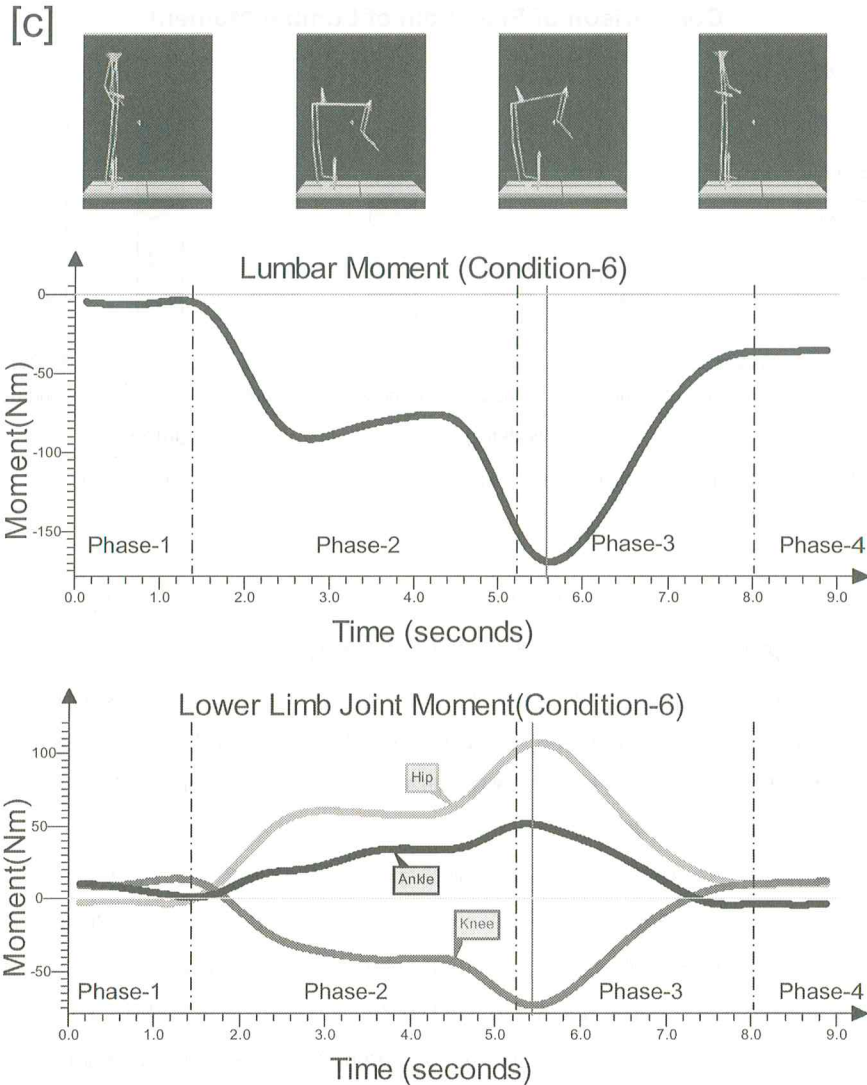 [c]
Lumbar Moment (Condition-6)
Moment(Nm)
0
-50
-100
-150
Phase-1
Phase-2
Phase-3
Phase-4
0.0 1.0 2.0 3.0 4.0 5.0 6.0 7.0 8.0 9.0
Time (seconds)
Lower Limb Joint Moment(Condition-6)
Moment(Nm)
100
50
0
-50
Hip
Ankle
Knee
Phase-1
Phase-2
Phase-3
Phase-4
0.0 1.0 2.0 3.0 4.0 5.0 6.0 7.0 8.0 9.0
Time (seconds)